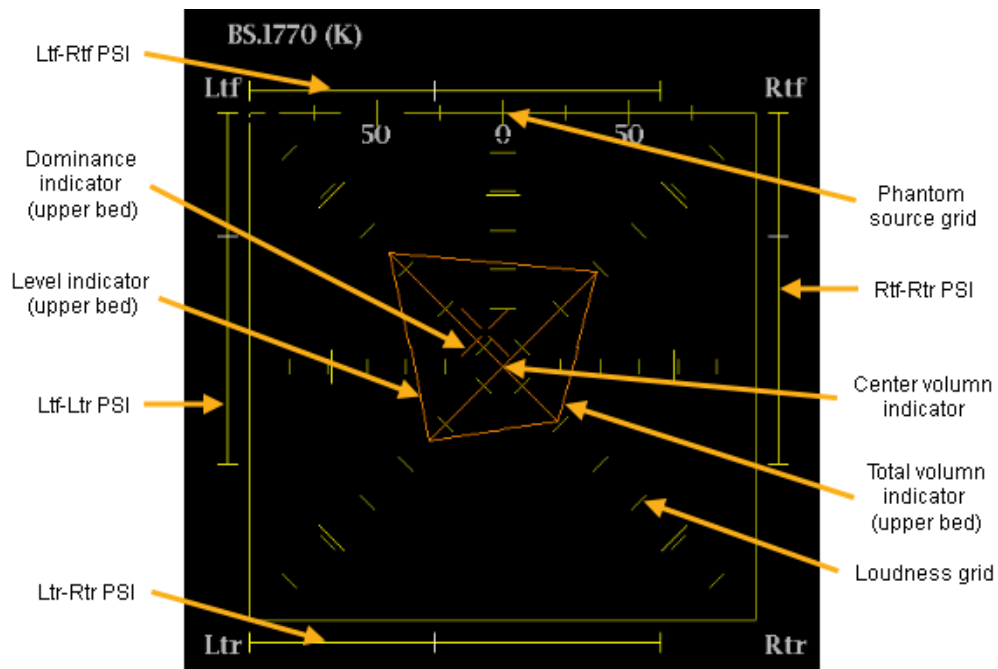 BS.1770 (K)
Ltf-Rtf PSI
Ltf
Rtf
50
0
50
Dominance
indicator
(upper bed)
Phantom
source grid
Level indicator
(upper bed)
Rtf-Rtr PSI
Ltf-Ltr PSI
Center volumn
indicator
Total volumn
indicator
(upper bed)
Loudness grid
Ltr-Rtr PSI
Ltr
Rtr